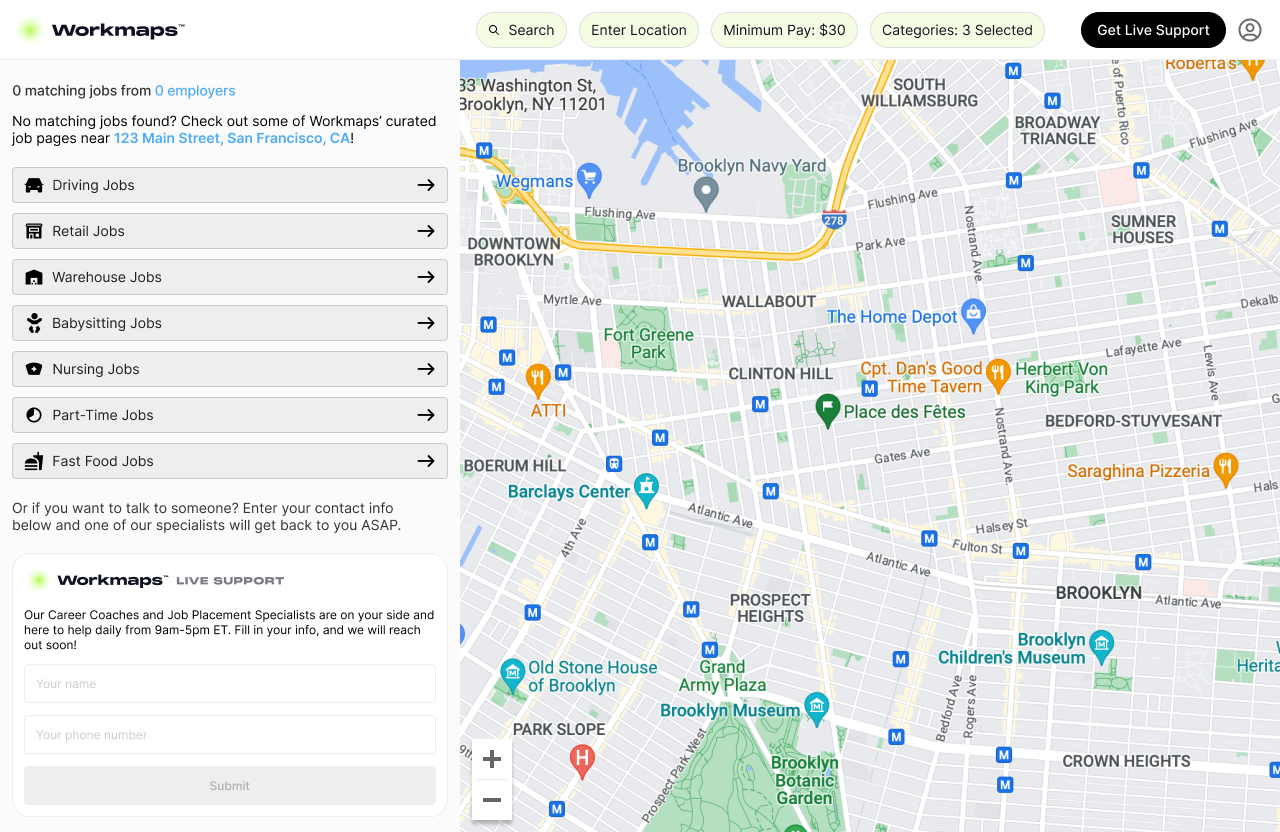 Workmaps™
Search
Enter Location
Minimum Pay: $30
Categories: 3 Selected
Get Live Support
0 matching jobs from 0 employers
No matching jobs found? Check out some of Workmaps’ curated
job pages near 123 Main Street, San Francisco, CA!
Driving Jobs
Retail Jobs
Warehouse Jobs
Babysitting Jobs
Nursing Jobs
Part-Time Jobs
Fast Food Jobs
Or if you want to talk to someone? Enter your contact info
below and one of our specialists will get back to you ASAP.
Workmaps™ LIVE SUPPORT
Our Career Coaches and Job Placement Specialists are on your side and
here to help daily from 9am-5pm ET. Fill in your info, and we will reach
out soon!
Your name
Your phone number
Submit
33 Washington St,
Brooklyn, NY 11201
SOUTH
WILLIAMSBURG
Roberta's
e of Puerto Rico
BROADWAY
TRIANGLE
Flushing Ave
Brooklyn Navy Yard
Wegmans
Flushing Ave
Flushing Ave
278
Nostrand Ave.
SUMNER
HOUSES
DOWNTOWN
BROOKLYN
Park Ave
Myrtle Ave
WALLABOUT
Dekalb
The Home Depot
Fort Greene
Park
Lafayette Ave
Lewis Ave
CLINTON HILL
Cpt. Dan's Good
Time Tavern
Herbert Von
King Park
ATTI
Place des Fêtes
Nostrand Ave.
BEDFORD-STUYVESANT
Gates Ave
BOERUM HILL
Saraghina Pizzeria
Barclays Center
Hals
Atlantic Ave
4th Ave
Halsey St
Fulton St
Atlantic Ave
BROOKLYN
Atlantic Ave
PROSPECT
HEIGHTS
Brooklyn
Children's Museum
Old Stone House
of Brooklyn
Grand
Army Plaza
Herita
Brooklyn Museum
Bedford Ave
Rogers Ave
PARK SLOPE
9th
H
Prospect Park West
Brooklyn
Botanic
Garden
CROWN HEIGHTS